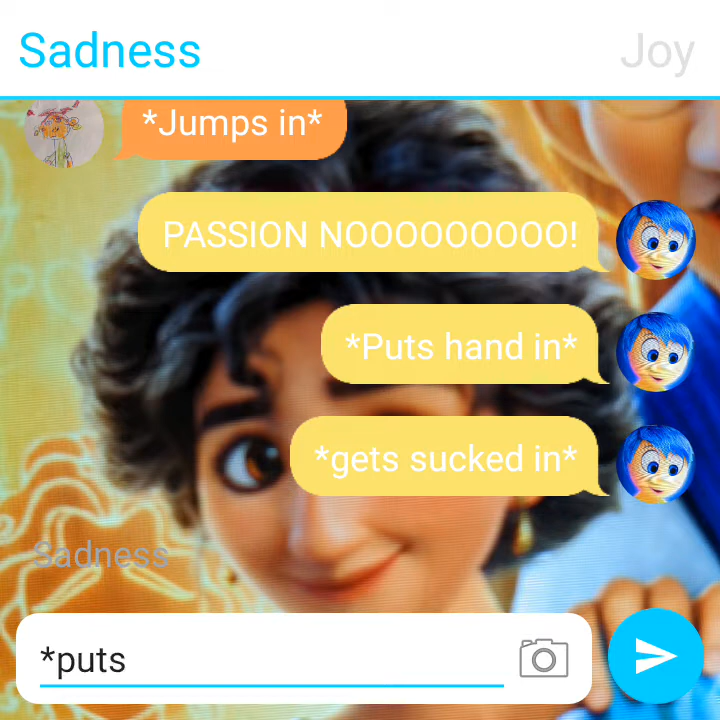 Sadness Joy
*Jumps in*
PASSION NOOOOOOOOO!
*Puts hand in*
*gets sucked in*
Sadness
*puts